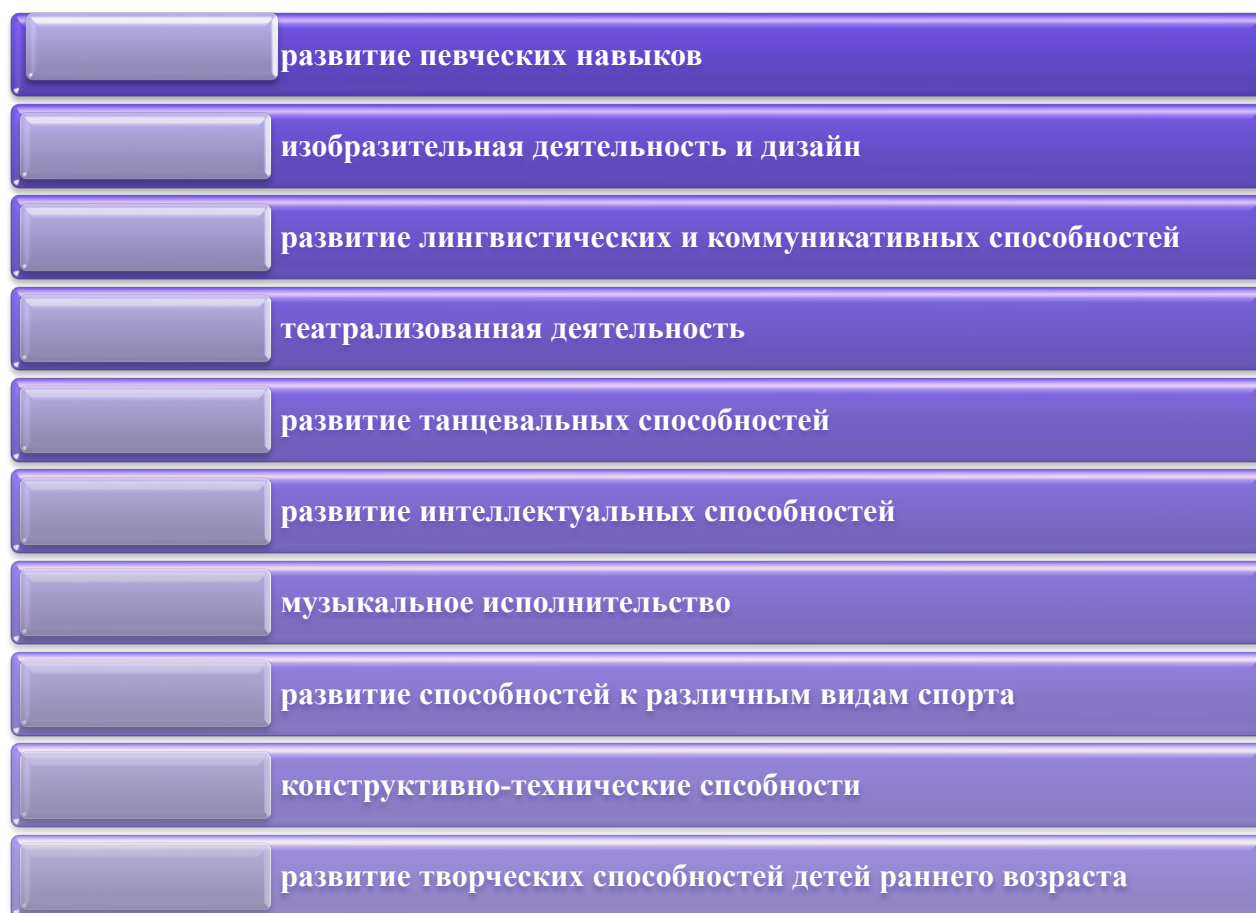 развитие певческих навыков
изобразительная деятельность и дизайн
развитие лингвистических и коммуникативных способностей
театрализованная деятельность
развитие танцевальных способностей
развитие интеллектуальных способностей
музыкальное исполнительство
развитие способностей к различным видам спорта
конструктивно-технические спсобности
развитие творческих способностей детей раннего возраста